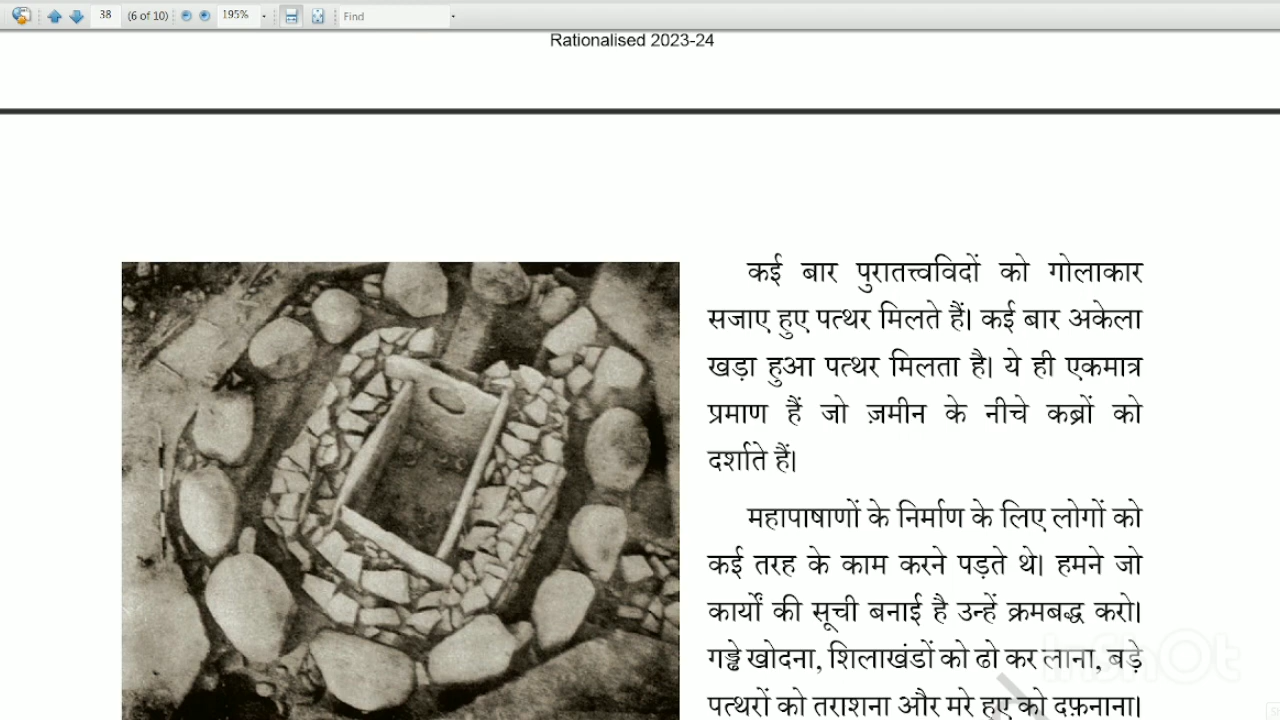 38 (6 of 10) 195% Find
Rationalised 2023-24
कई बार पुरातत्त्वविदों को गोलाकार
सजाए हुए पत्थर मिलते हैं। कई बार अकेला
खड़ा हुआ पत्थर मिलता है। ये ही एकमात्र
प्रमाण हैं जो ज़मीन के नीचे कब्रों को
दर्शाते हैं।
महापाषाणों के निर्माण के लिए लोगों को
कई तरह के काम करने पड़ते थे। हमने जो
कार्यों की सूची बनाई है उन्हें क्रमबद्ध करो।
गड्ढे खोदना, शिलाखंडों को ढो कर लाना, बड़े
पत्थरों को तराशना और मरे हुए को दफ़नाना।
InShOt